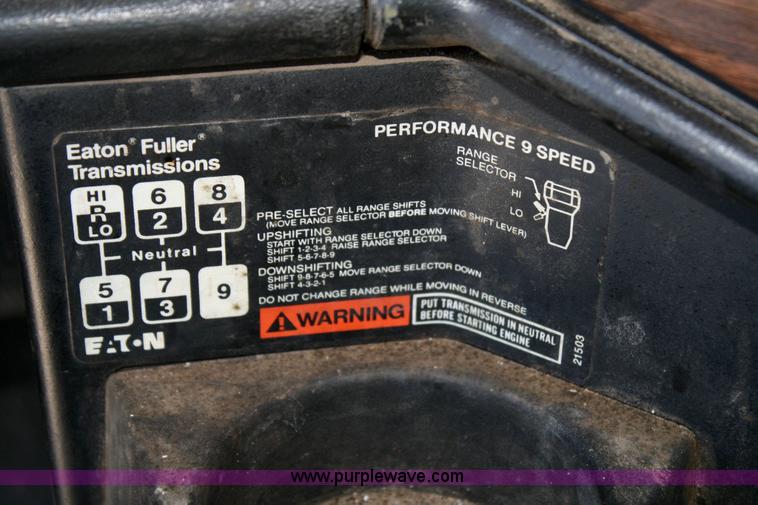 Eaton® Fuller®
Transmissions
PERFORMANCE 9 SPEED
RANGE
SELECTOR
HI
LO
HI
R
LO
6
2
8
4
Neutral
5
1
7
3
9
PRE-SELECT ALL RANGE SHIFTS
(MOVE RANGE SELECTOR BEFORE MOVING SHIFT LEVER)
UPSHIFTING
START WITH RANGE SELECTOR DOWN
SHIFT 1-2-3-4 RAISE RANGE SELECTOR
SHIFT 5-6-7-8-9
DOWNSHIFTING
SHIFT 9-8-7-6-5 MOVE RANGE SELECTOR DOWN
SHIFT 4-3-2-1
DO NOT CHANGE RANGE WHILE MOVING IN REVERSE
WARNING
PUT TRANSMISSION IN NEUTRAL
BEFORE STARTING ENGINE
EATON
21503
www.purplewave.com